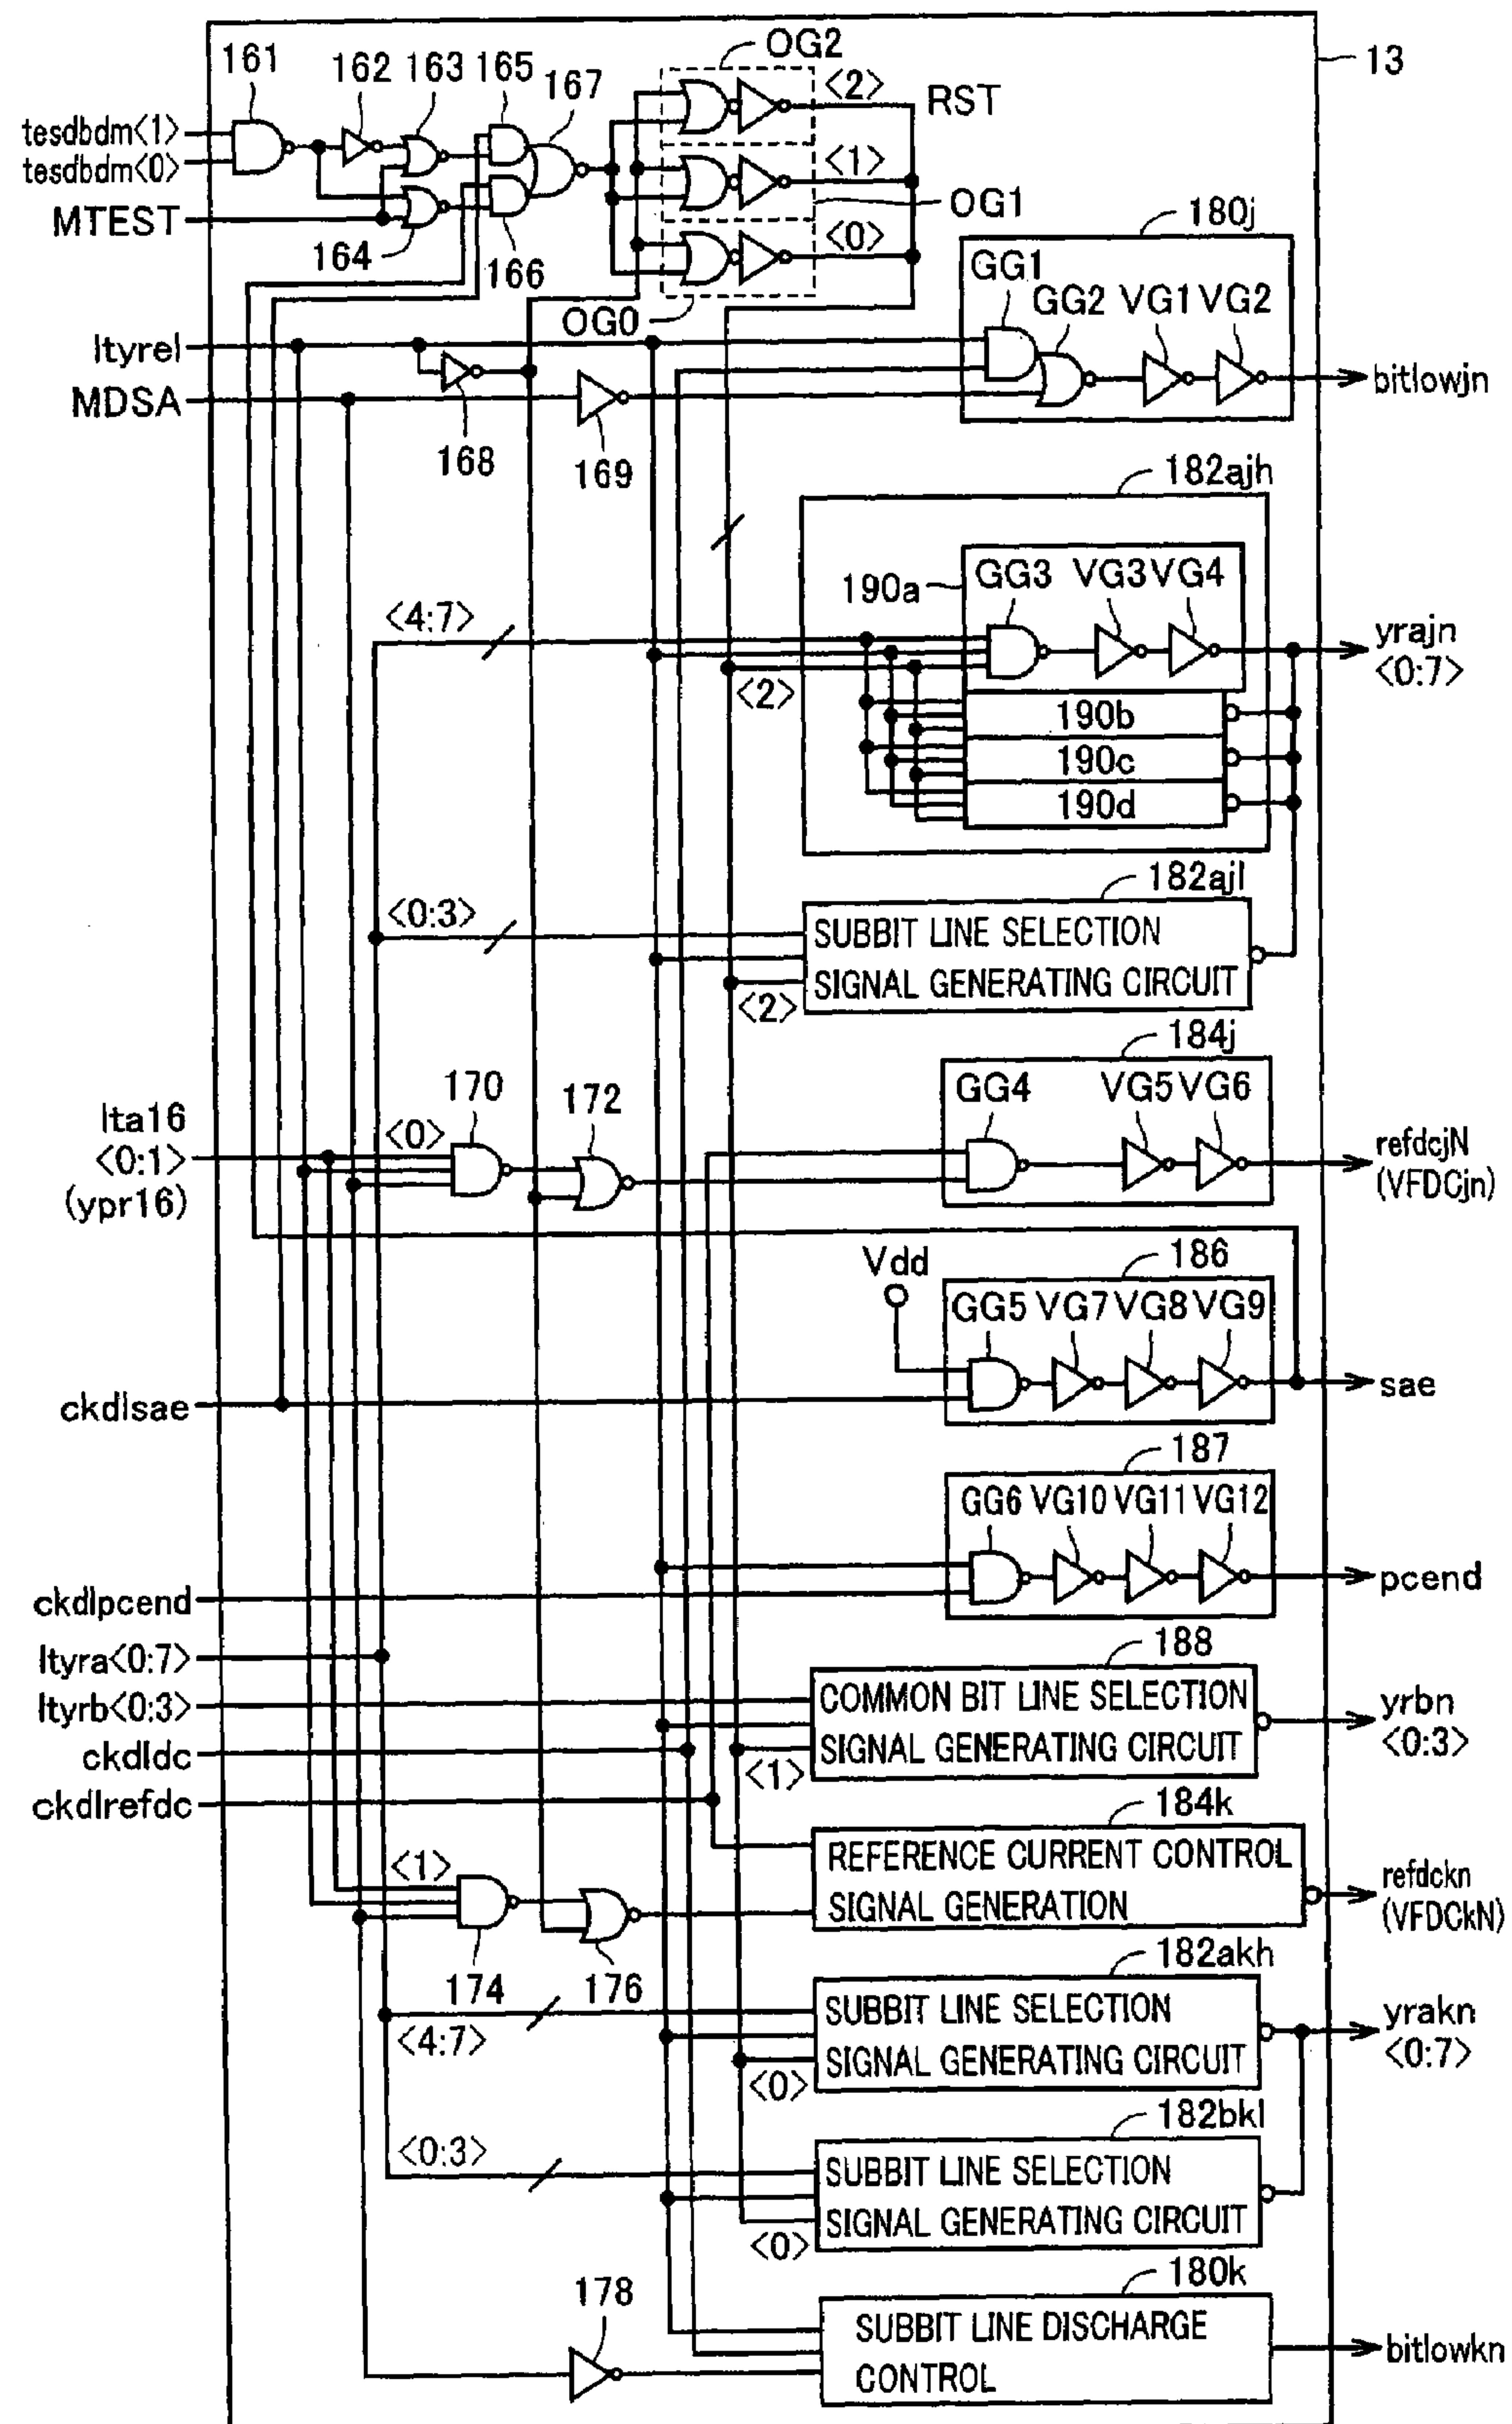 OG2
13
161
162
163
165
167
<2>
RST
tesdbdm<1>
tesdbdm<0>
<1>
OG1
MTEST
180j
164
166
<0>
GG1
GG2
VG1
VG2
OG0
ltyrel
bitlowjn
MDSA
168
169
182ajh
GG3
VG3
VG4
190a
<4:7>
yrajn
<0:7>
<2>
190b
190c
190d
182ajl
<0:3>
SUBBIT LINE SELECTION
SIGNAL GENERATING CIRCUIT
<2>
184j
170
172
GG4
VG5
VG6
lta16
<0:1>
(ypr16)
<0>
refdcjN
(VFDCjn)
Vdd
186
GG5
VG7
VG8
VG9
ckdlsae
sae
187
GG6
VG10
VG11
VG12
ckdlpcend
pcend
ltyra<0:7>
188
ltyrb<0:3>
COMMON BIT LINE SELECTION
SIGNAL GENERATING CIRCUIT
yrbn
<0:3>
ckdldc
<1>
ckdlrefdc
184k
<1>
REFERENCE CURRENT CONTROL
SIGNAL GENERATION
refdckn
(VFDCkN)
174
176
182akh
SUBBIT LINE SELECTION
SIGNAL GENERATING CIRCUIT
yrakn
<0:7>
<4:7>
<0>
182bkl
<0:3>
SUBBIT LINE SELECTION
SIGNAL GENERATING CIRCUIT
<0>
178
180k
SUBBIT LINE DISCHARGE
CONTROL
bitlowkn